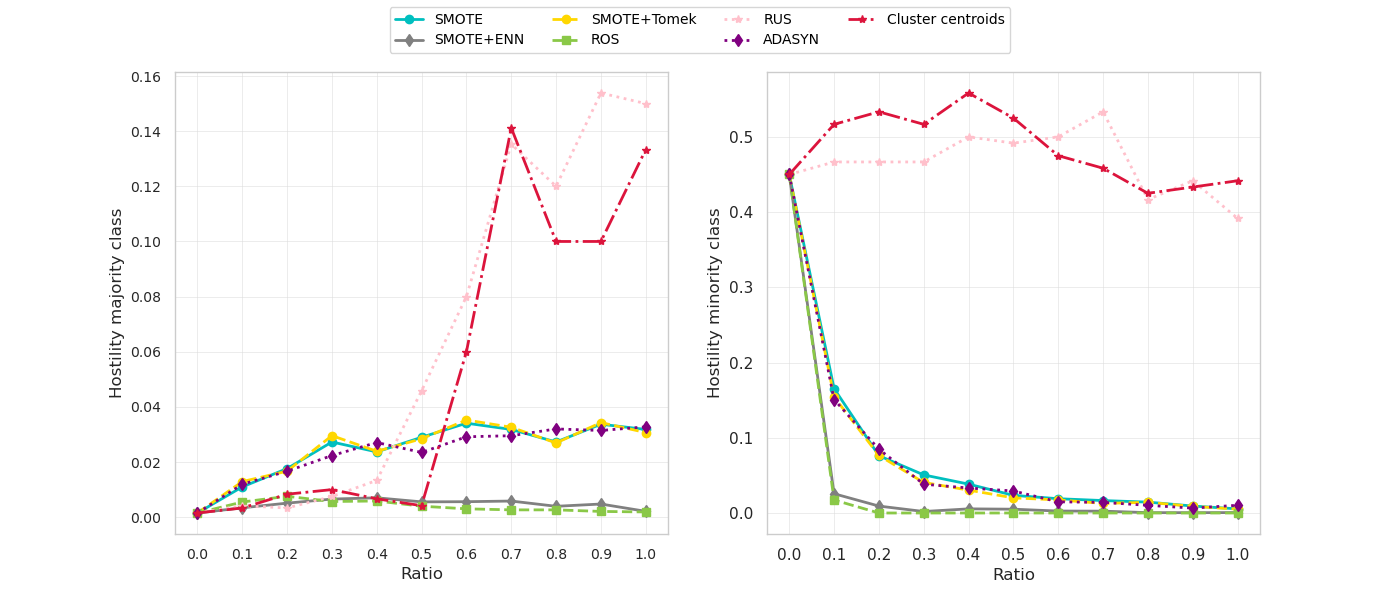 SMOTE SMOTE+Tomek RUS Cluster centroids
SMOTE+ENN ROS ADASYN
Hostility majority class
0.16
0.14
0.12
0.10
0.08
0.06
0.04
0.02
0.00
0.0 0.1 0.2 0.3 0.4 0.5 0.6 0.7 0.8 0.9 1.0
Ratio
Hostility minority class
0.5
0.4
0.3
0.2
0.1
0.0
0.0 0.1 0.2 0.3 0.4 0.5 0.6 0.7 0.8 0.9 1.0
Ratio